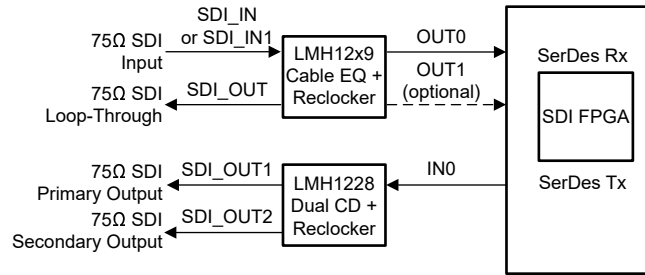 75Ω SDI
Input
SDI_IN
or SDI_IN1
LMH12x9
Cable EQ +
Reclocker
OUT0
OUT1
(optional)
SerDes Rx
75Ω SDI
Loop-Through
SDI_OUT
SDI FPGA
75Ω SDI
Primary Output
SDI_OUT1
LMH1228
Dual CD +
Reclocker
IN0
SerDes Tx
75Ω SDI
Secondary Output
SDI_OUT2